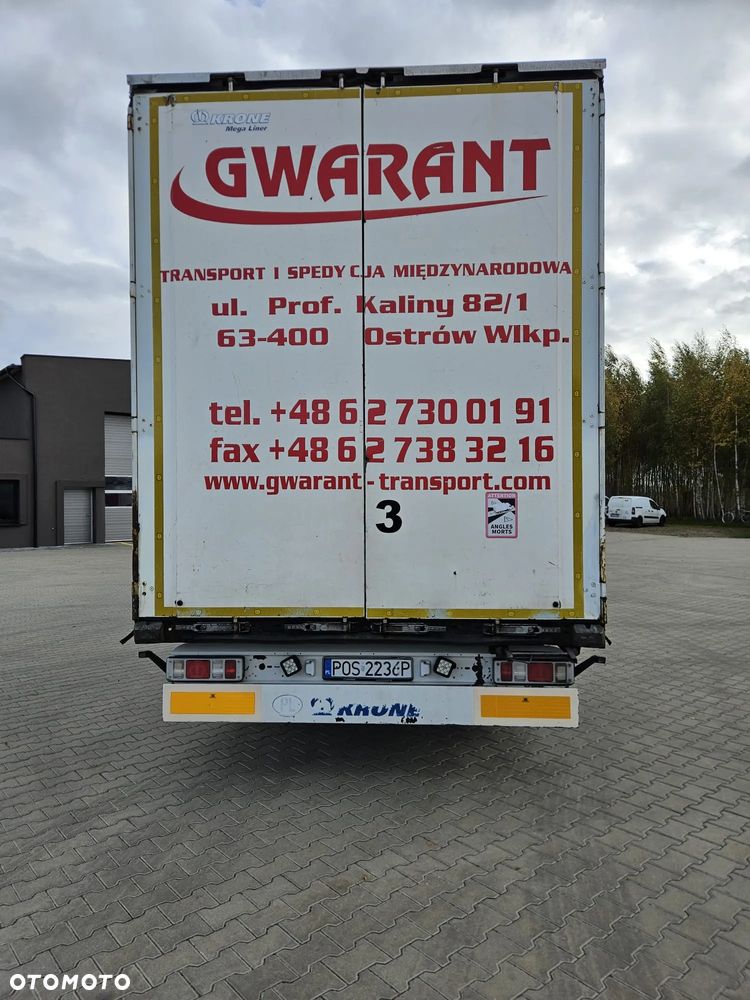 KRONE
Mega Liner
GWARANT
TRANSPORT I SPEDYCJA MIĘDZYNARODOWA
ul. Prof. Kaliny 82/1
63-400 Ostrów Wlkp.
tel. +48 62 730 01 91
fax +48 62 738 32 16
www.gwarant-transport.com
3
ATTENTION
ANGLES
MORTS
PL POS 2236P
PL
KRONE
OTOMOTO